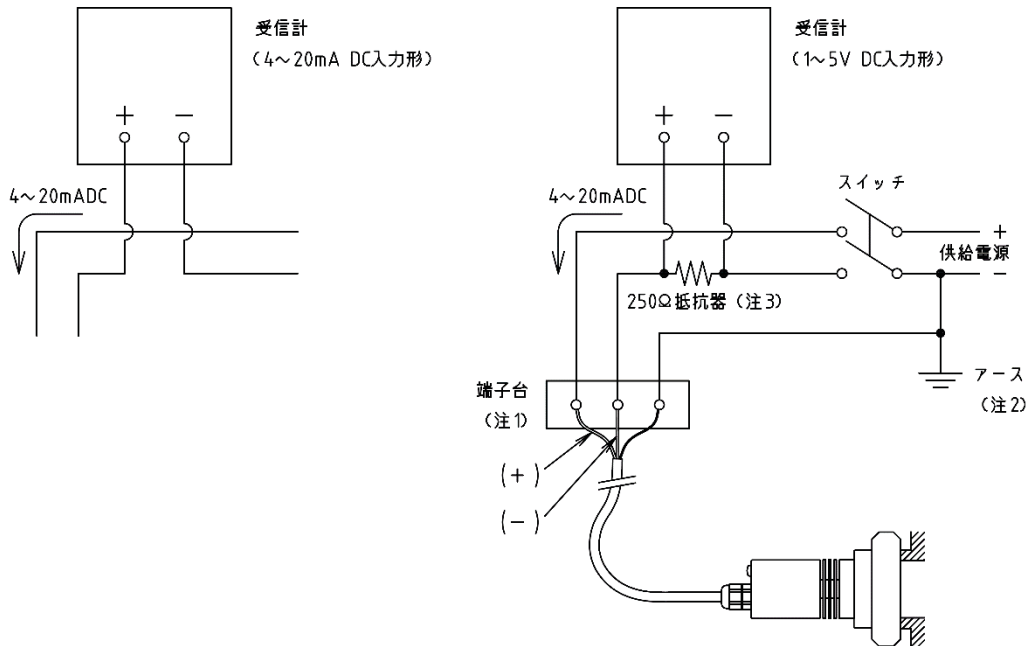 受信計
(4～20mA DC入力形)
+ −
4～20mADC
受信計
(1～5V DC入力形)
+ −
4～20mADC
スイッチ
+
供給電源
−
250Ω抵抗器(注3)
アース
(注2)
端子台
(注1)
(+)
(−)